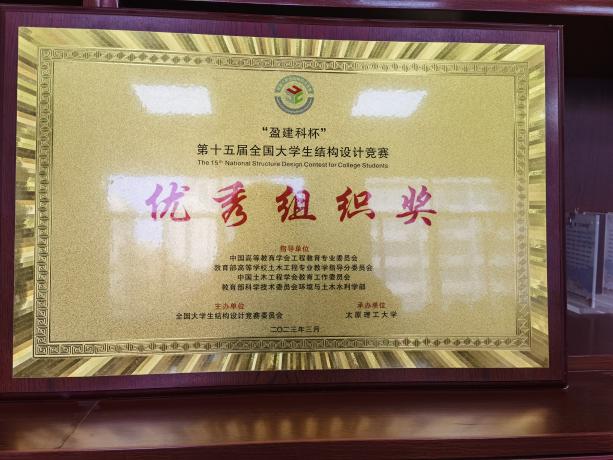 “盈建科杯”
第十五届全国大学生结构设计竞赛
The 15th National Structure Design Contest for College Students
优秀组织奖
指导单位
中国高等教育学会工程教育专业委员会
教育部高等学校土木工程专业教学指导分委员会
中国土木工程学会教育工作委员会
教育部科学技术委员会环境与土木水利学部
主办单位
全国大学生结构设计竞赛委员会
承办单位
太原理工大学
二〇二三年三月